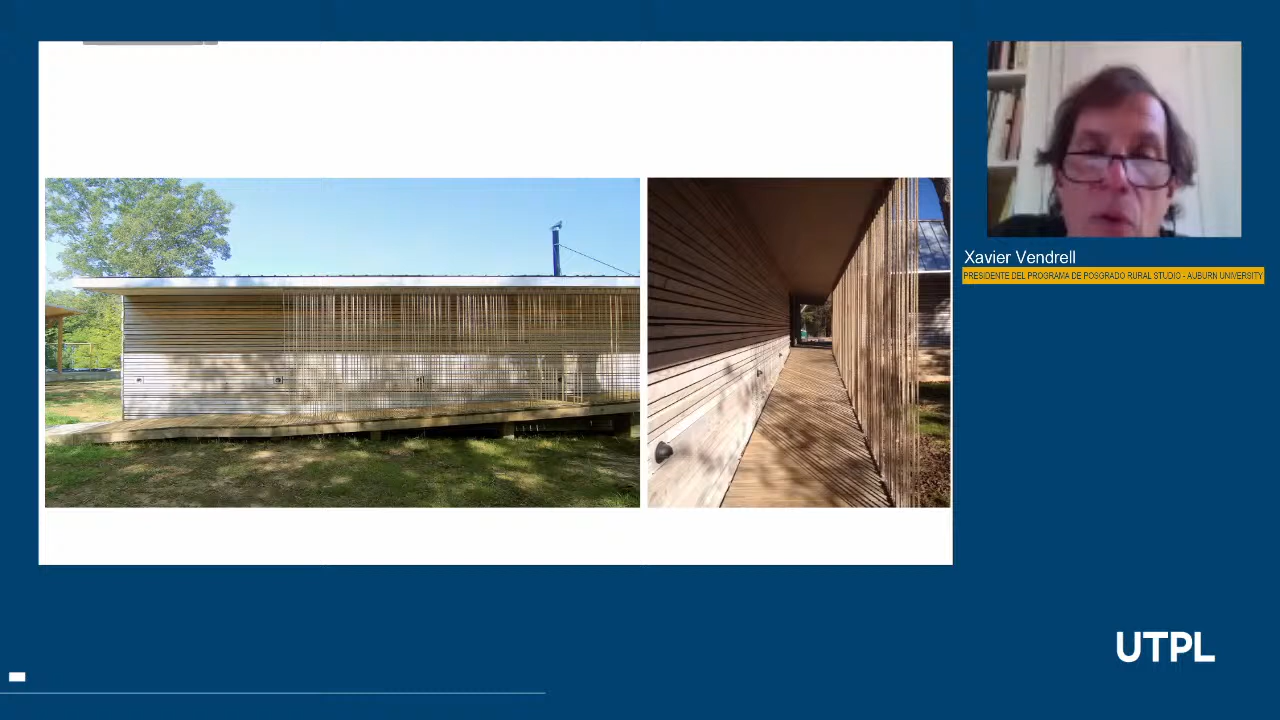 Xavier Vendrell
PRESIDENTE DEL PROGRAMA DE POSGRADO RURAL STUDIO - AUBURN UNIVERSITY
UTPL